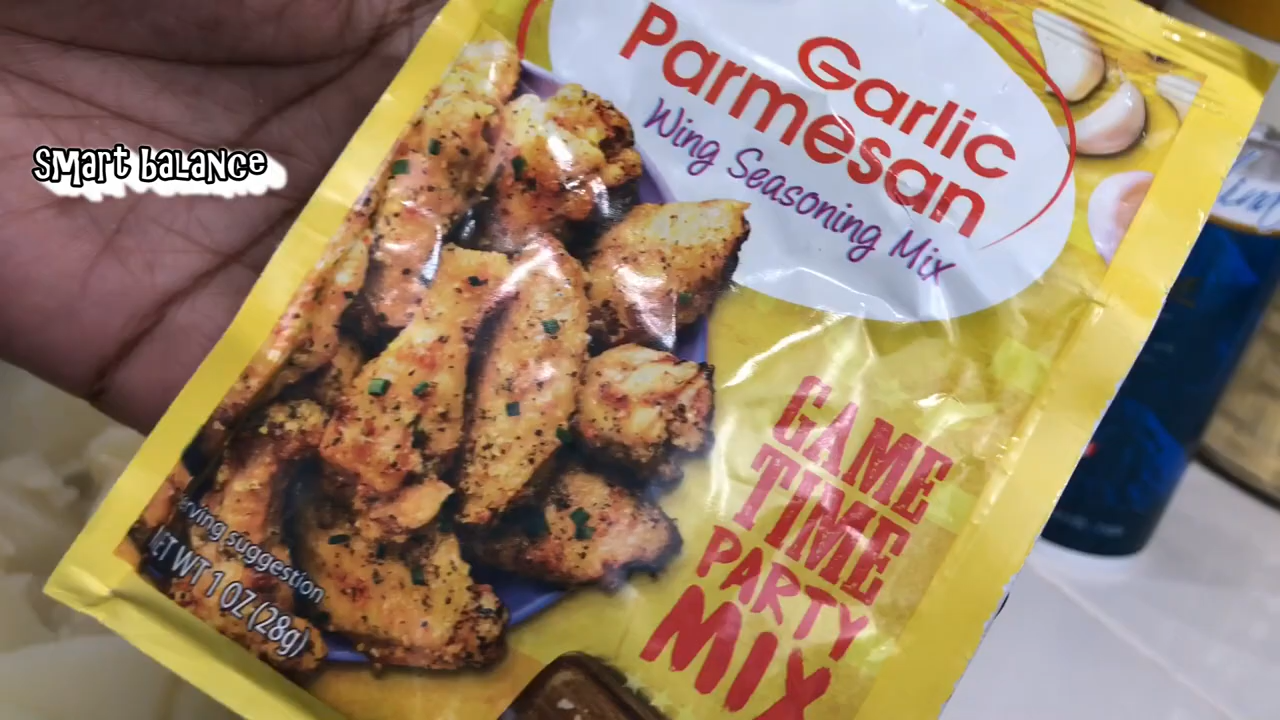 SMART BALANCE
Garlic
Parmesan
Wing Seasoning Mix
GAME
TIME
PARTY
MIX
serving suggestion
NET WT 1 OZ (28g)